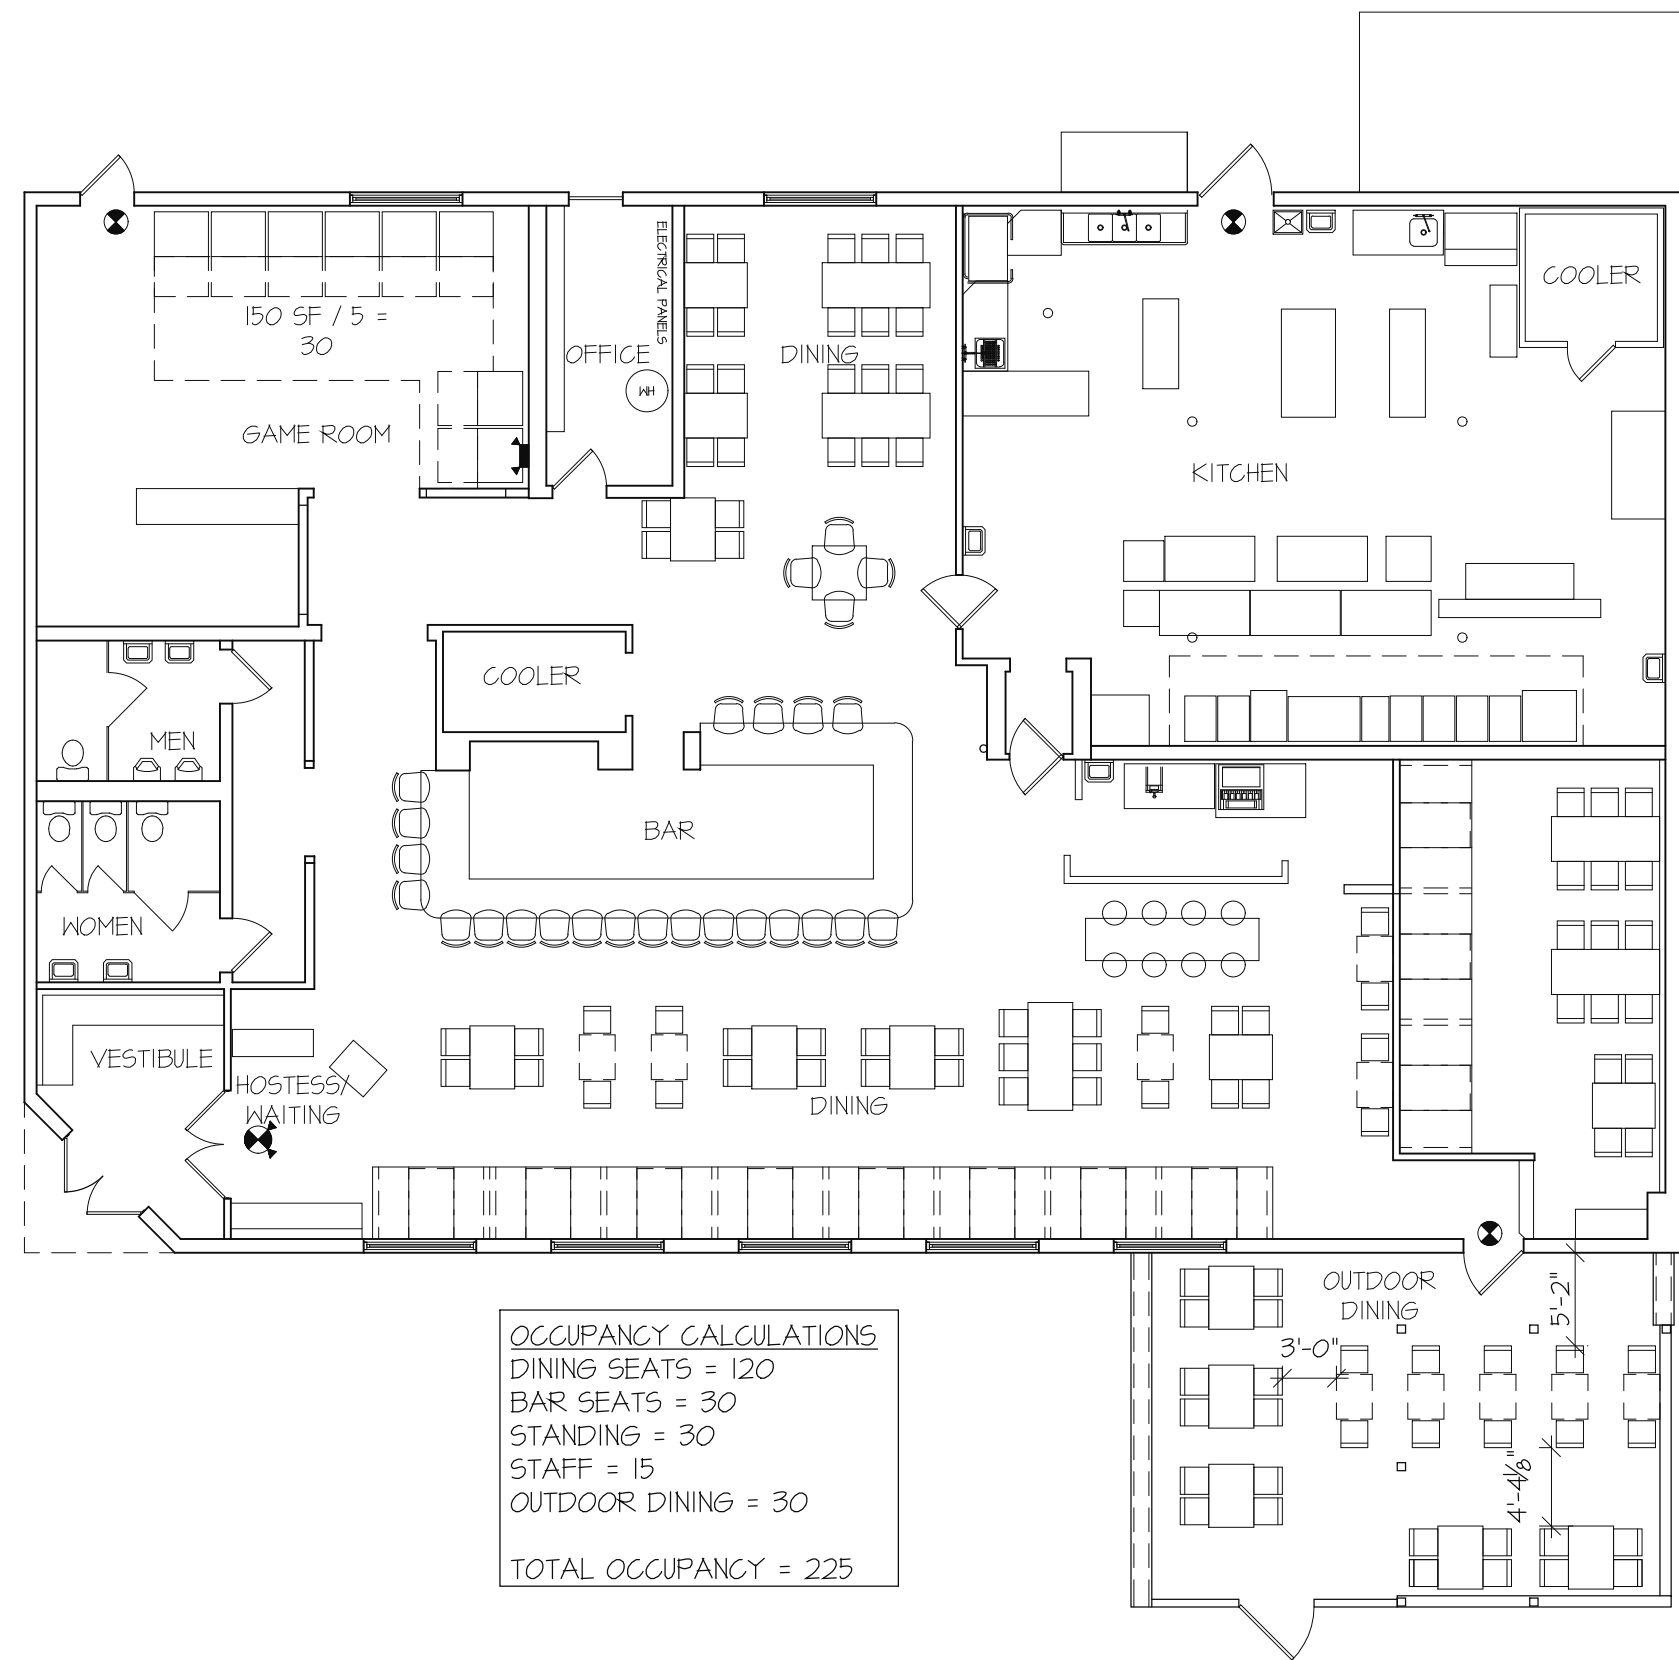 ELECTRICAL PANELS
COOLER
150 SF / 5 =
30
OFFICE
DINING
WH
GAME ROOM
KITCHEN
COOLER
MEN
BAR
WOMEN
VESTIBULE
HOSTESS/
WAITING
DINING
OUTDOOR
DINING
5'-2"
3'-0"
4'-4⅛"
OCCUPANCY CALCULATIONS
DINING SEATS = 120
BAR SEATS = 30
STANDING = 30
STAFF = 15
OUTDOOR DINING = 30
TOTAL OCCUPANCY = 225